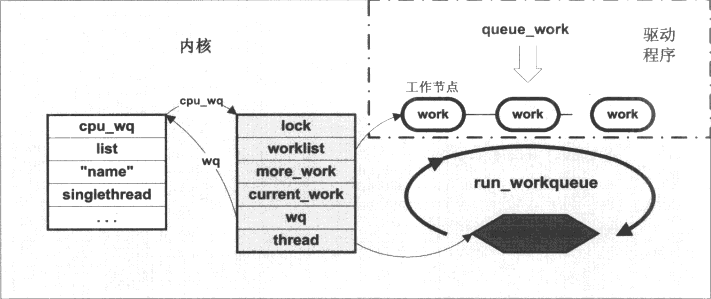 内核
queue_work
驱动
程序
工作节点
work
work
work
cpu_wq
wq
cpu_wq
list
"name"
singlethread
...
lock
worklist
more_work
current_work
wq
thread
run_workqueue